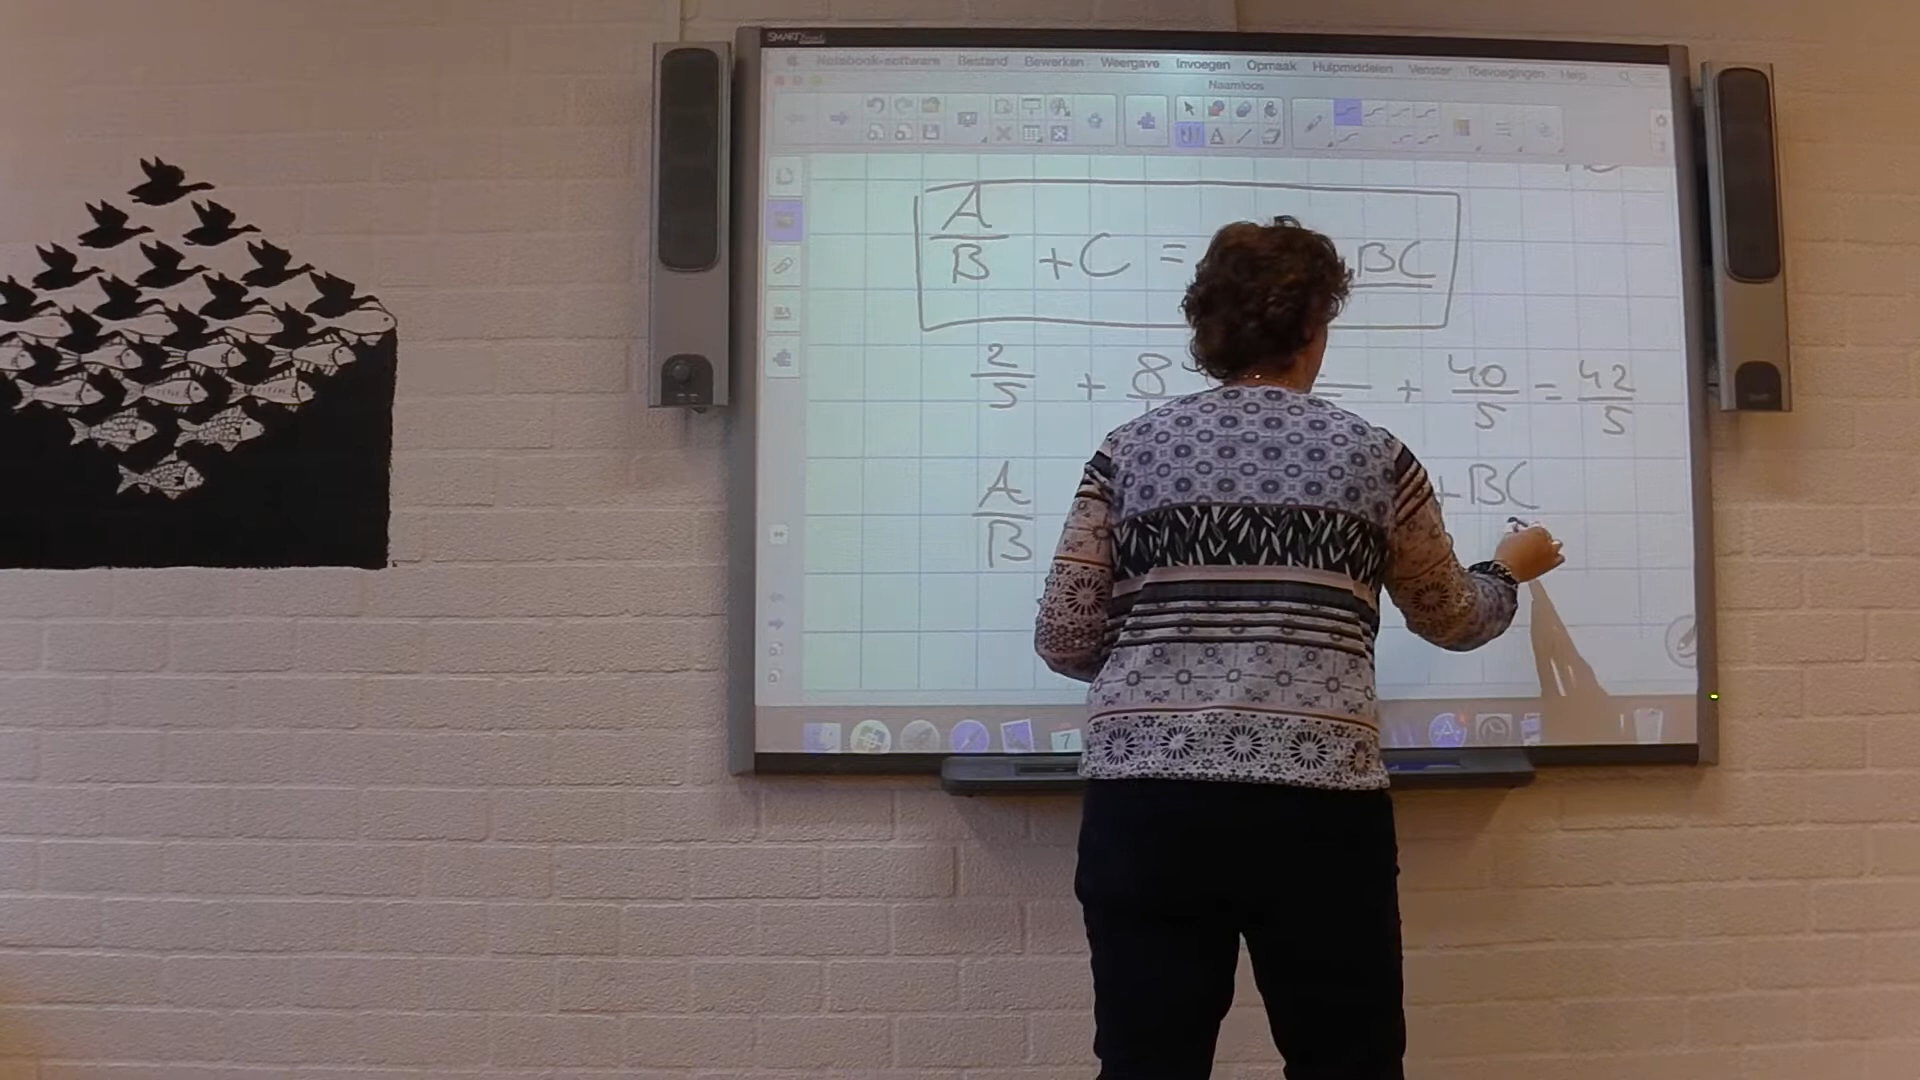 SMART
Notebook-software Bestand Bewerken Weergave Invoegen Opmaak Hulpmiddelen Venster Toevoegingen Help
Naamloos
A/B + C = BC
2/5 + 8 + 40/5 = 42/5
A/B + BC
7